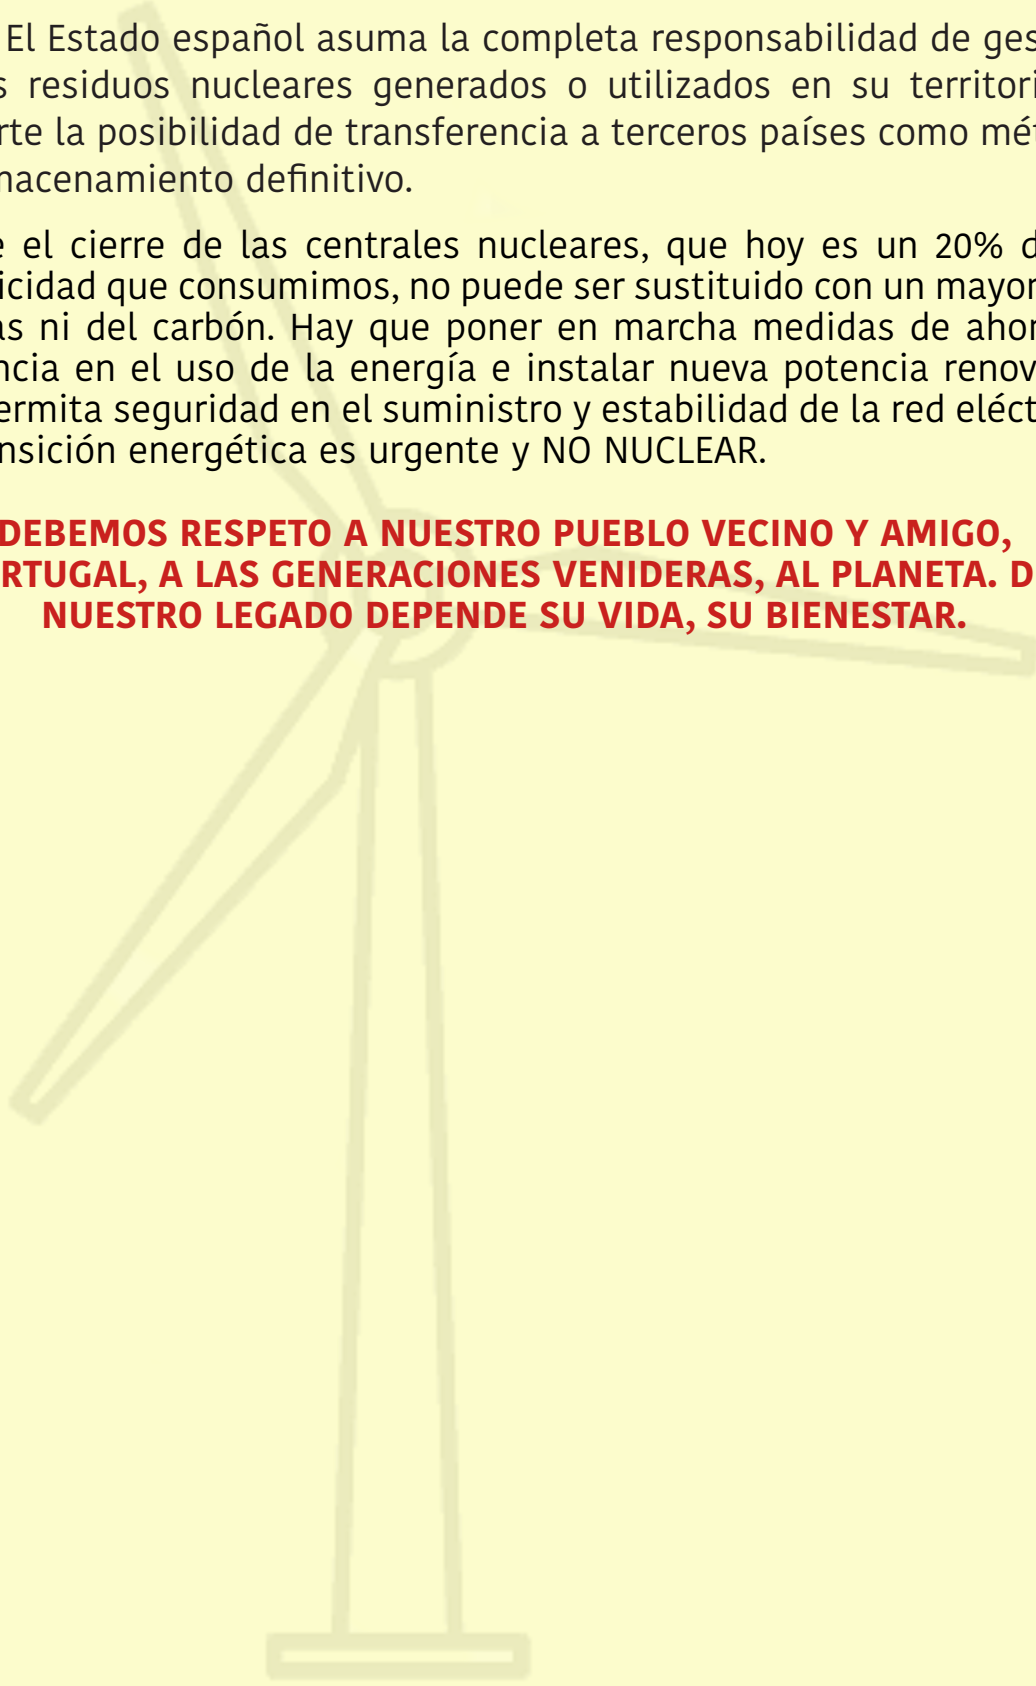 El Estado español asuma la completa responsabilidad de ges
s residuos nucleares generados o utilizados en su territori
rte la posibilidad de transferencia a terceros países como mé
macenamiento definitivo.
e el cierre de las centrales nucleares, que hoy es un 20% d
icidad que consumimos, no puede ser sustituido con un mayor
as ni del carbón. Hay que poner en marcha medidas de ahor
ncia en el uso de la energía e instalar nueva potencia renov
ermita seguridad en el suministro y estabilidad de la red eléct
nsición energética es urgente y NO NUCLEAR.
DEBEMOS RESPETO A NUESTRO PUEBLO VECINO Y AMIGO,
RTUGAL, A LAS GENERACIONES VENIDERAS, AL PLANETA. D
NUESTRO LEGADO DEPENDE SU VIDA, SU BIENESTAR.